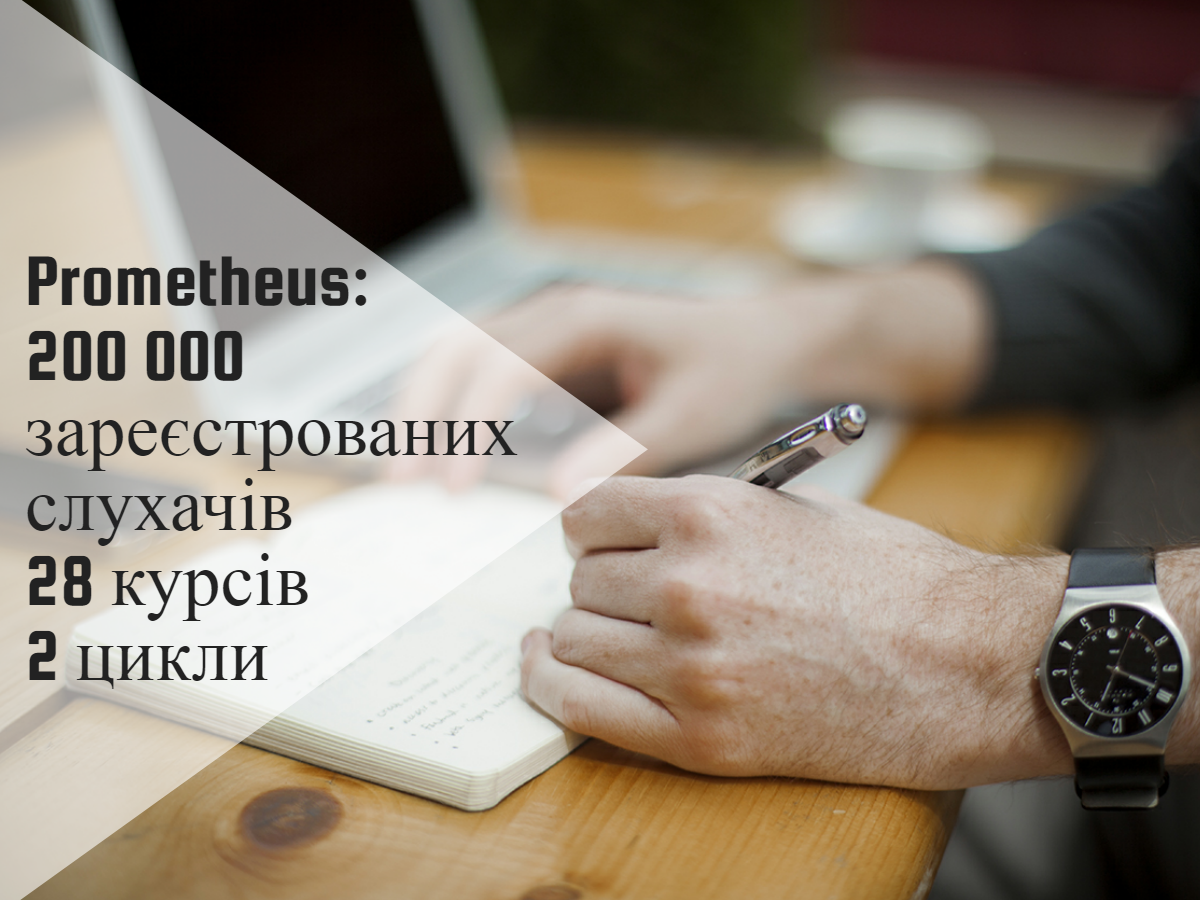 Prometheus:
200 000
зареєстрованих
слухачів
28 курсів
2 цикли